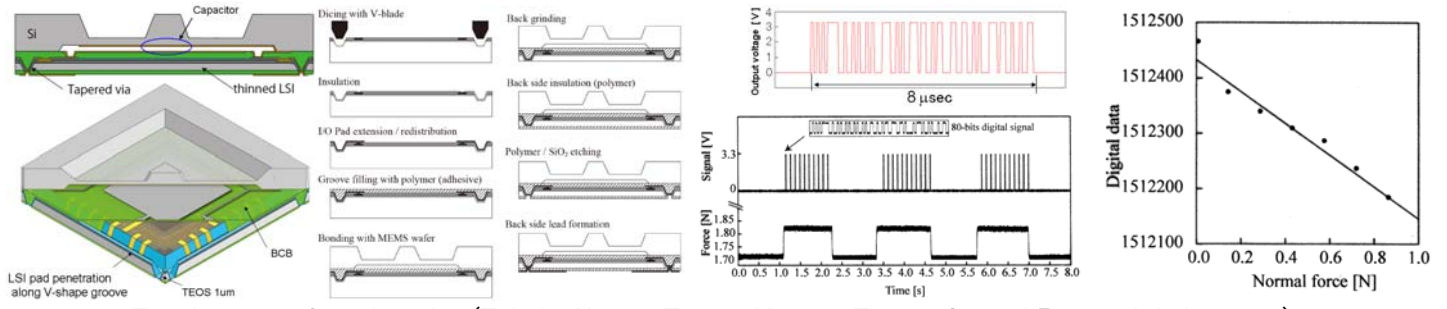 Capacitor
Si
Tapered via
thinned LSI
BCB
LSI pad penetration
along V-shape groove
TEOS 1um
Dicing with V-blade
Insulation
I/O Pad extension / redistribution
Groove filling with polymer (adhesive)
Bonding with MEMS wafer
Back grinding
Back side insulation (polymer)
Polymer / SiO₂ etching
Back side lead formation
Output voltage [V]
4
3
2
1
0
8 μsec
80-bits digital signal
Signal [V]
3.3
0
Force [N]
1.90
1.80
1.75
1.70
0.0 0.5 1.0 1.5 2.0 2.5 3.0 3.5 4.0 4.5 5.0 5.5 6.0 6.5 7.0 7.5 8.0
Time [s]
Digital data
1512500
1512400
1512300
1512200
1512100
0.0 0.2 0.4 0.6 0.8 1.0
Normal force [N]